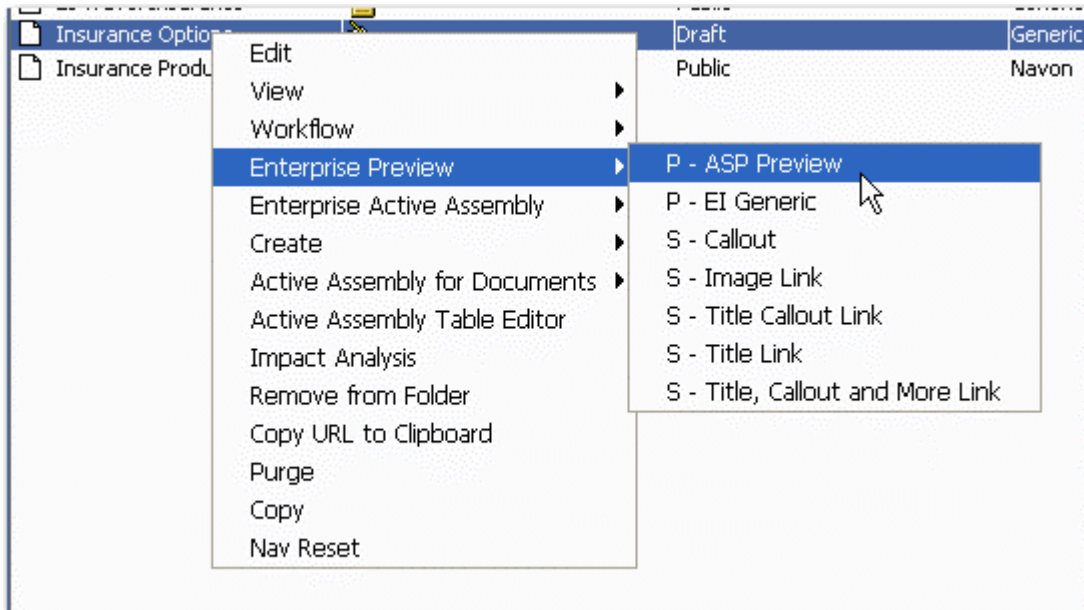 Insurance Option Draft Generic
Insurance Produ Public Navon
Edit
View
Workflow
Enterprise Preview
Enterprise Active Assembly
Create
Active Assembly for Documents
Active Assembly Table Editor
Impact Analysis
Remove from Folder
Copy URL to Clipboard
Purge
Copy
Nav Reset
P - ASP Preview
P - EI Generic
S - Callout
S - Image Link
S - Title Callout Link
S - Title Link
S - Title, Callout and More Link